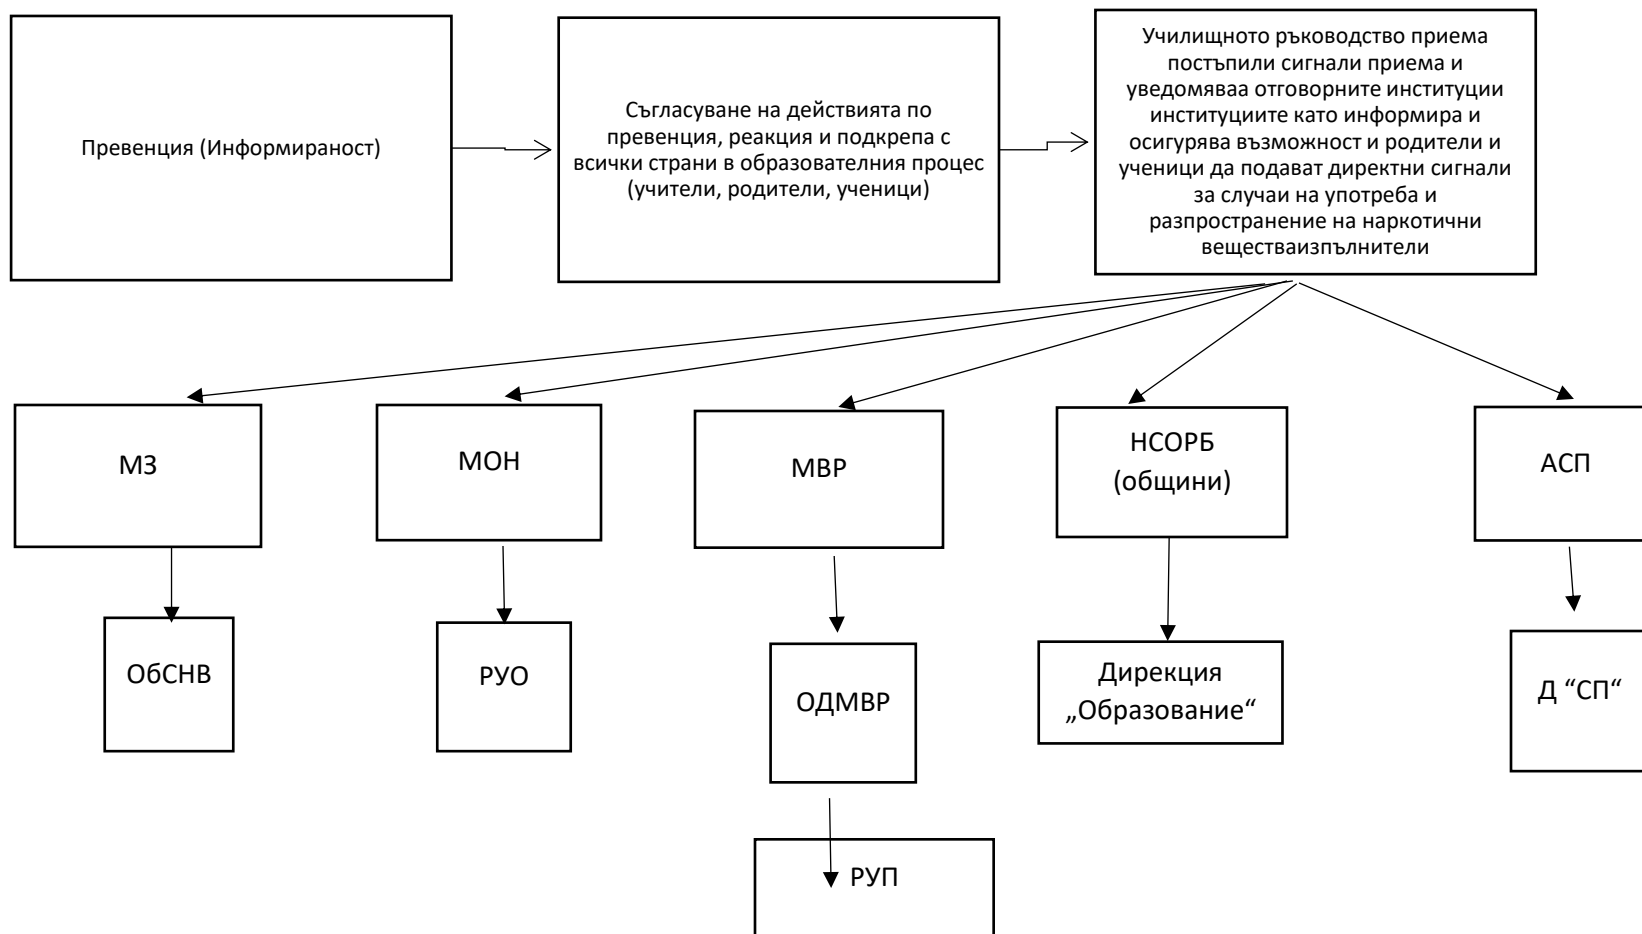 Превенция (Информираност)
Съгласуване на действията по
превенция, реакция и подкрепа с
всички страни в образователния процес
(учители, родители, ученици)
Училищното ръководство приема
постъпили сигнали приема и
уведомяваа отговорните институции
институциите като информира и
осигурява възможност и родители и
ученици да подават директни сигнали
за случаи на употреба и
разпространение на наркотични
веществаизпълнители
МЗ
МОН
МВР
НСОРБ
(общини)
АСП
ОбСНВ
РУО
ОДМВР
Дирекция
„Образование“
Д “СП“
РУП